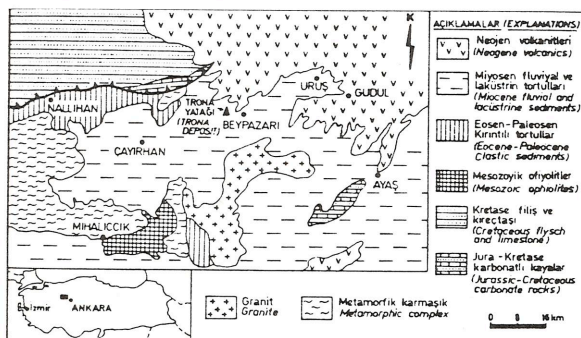 K
NALLIHAN
TRONA
YATAĞI
(TRONA
DEPOSIT)
BEYPAZARI
URUŞ
GUDUL
ÇAYIRHAN
AYAŞ
MIHALICCIK
İzmir
ANKARA
AÇIKLAMALAR (EXPLANATIONS)
Neojen volkanitleri
(Neogene volcanics)
Miyosen fluviyal ve
lakustrin tortulları
(Miocene fluvial and
lacustrine sediments)
Eosen-Paleosen
Kırıntılı tortullar
(Eocene-Paleocene
Clastic sediments)
Mesozoyik ofiyolitler
(Mesozoic ophiolites)
Kretase filiş ve
kireçtaşı
(Cretaceous flysch
and limestone)
Jura-Kretase
karbonatlı kayalar
(Jurassic-Cretaceous
carbonate rocks)
Granit
Granite
Metamorfik karmaşık
Metamorphic complex
0 8 16 km